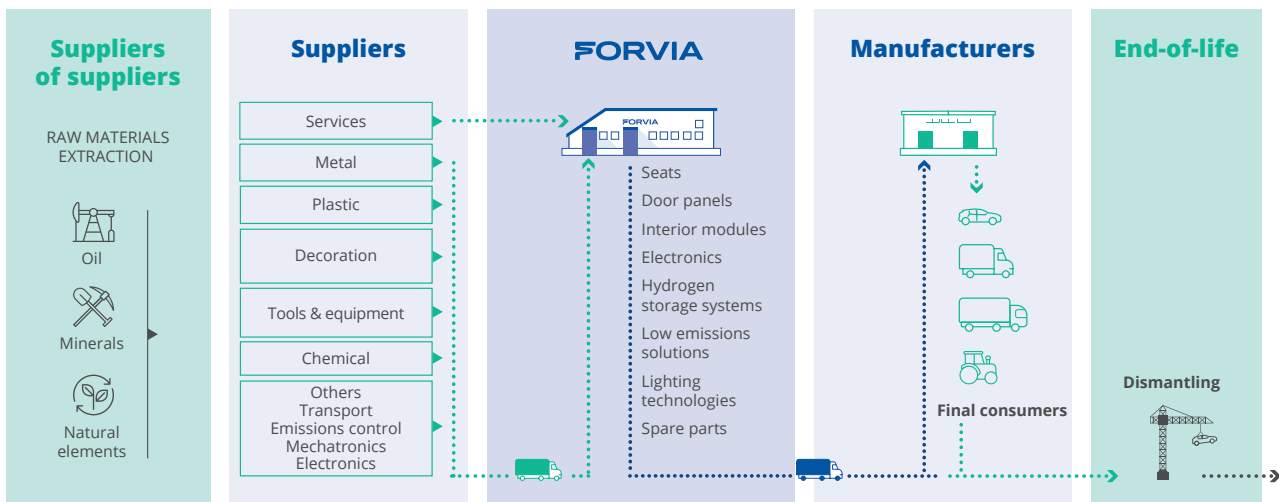 Suppliers
of suppliers
RAW MATERIALS
EXTRACTION
Oil
Minerals
Natural
elements
Suppliers
Services
Metal
Plastic
Decoration
Tools & equipment
Chemical
Others
Transport
Emissions control
Mechatronics
Electronics
FORVIA
FORVIA
Seats
Door panels
Interior modules
Electronics
Hydrogen
storage systems
Low emissions
solutions
Lighting
technologies
Spare parts
Manufacturers
Final consumers
End-of-life
Dismantling